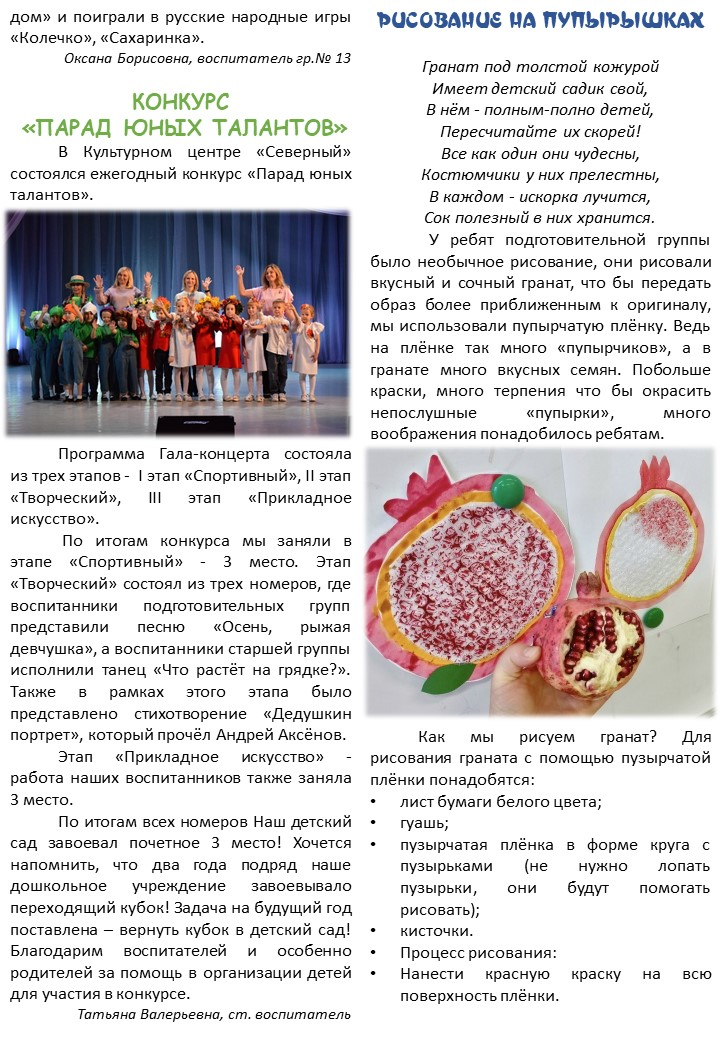 дом» и поиграли в русские народные игры
«Колечко», «Сахаринка».
Оксана Борисовна, воспитатель гр.№ 13
КОНКУРС
«ПАРАД ЮНЫХ ТАЛАНТОВ»
В Культурном центре «Северный»
состоялся ежегодный конкурс «Парад юных
талантов».
Программа Гала-концерта состояла
из трех этапов - I этап «Спортивный», II этап
«Творческий», III этап «Прикладное
искусство».
По итогам конкурса мы заняли в
этапе «Спортивный» - 3 место. Этап
«Творческий» состоял из трех номеров, где
воспитанники подготовительных групп
представили песню «Осень, рыжая
девчушка», а воспитанники старшей группы
исполнили танец «Что растёт на грядке?».
Также в рамках этого этапа было
представлено стихотворение «Дедушкин
портрет», который прочёл Андрей Аксёнов.
Этап «Прикладное искусство» -
работа наших воспитанников также заняла
3 место.
По итогам всех номеров Наш детский
сад завоевал почетное 3 место! Хочется
напомнить, что два года подряд наше
дошкольное учреждение завоевывало
переходящий кубок! Задача на будущий год
поставлена – вернуть кубок в детский сад!
Благодарим воспитателей и особенно
родителей за помощь в организации детей
для участия в конкурсе.
Татьяна Валерьевна, ст. воспитатель
РИСОВАНИЕ НА ПУПЫРЫШКАХ
Гранат под толстой кожурой
Имеет детский садик свой,
В нём - полным-полно детей,
Пересчитайте их скорей!
Все как один они чудесны,
Костюмчики у них прелестны,
В каждом - искорка лучится,
Сок полезный в них хранится.
У ребят подготовительной группы
было необычное рисование, они рисовали
вкусный и сочный гранат, что бы передать
образ более приближенным к оригиналу,
мы использовали пупырчатую плёнку. Ведь
на плёнке так много «пупырчиков», а в
гранате много вкусных семян. Побольше
краски, много терпения что бы окрасить
непослушные «пупырки», много
воображения понадобилось ребятам.
Как мы рисуем гранат? Для
рисования граната с помощью пузырчатой
плёнки понадобятся:
• лист бумаги белого цвета;
• гуашь;
• пузырчатая плёнка в форме круга с
пузырьками (не нужно лопать
пузырьки, они будут помогать
рисовать);
• кисточки.
• Процесс рисования:
• Нанести красную краску на всю
поверхность плёнки.